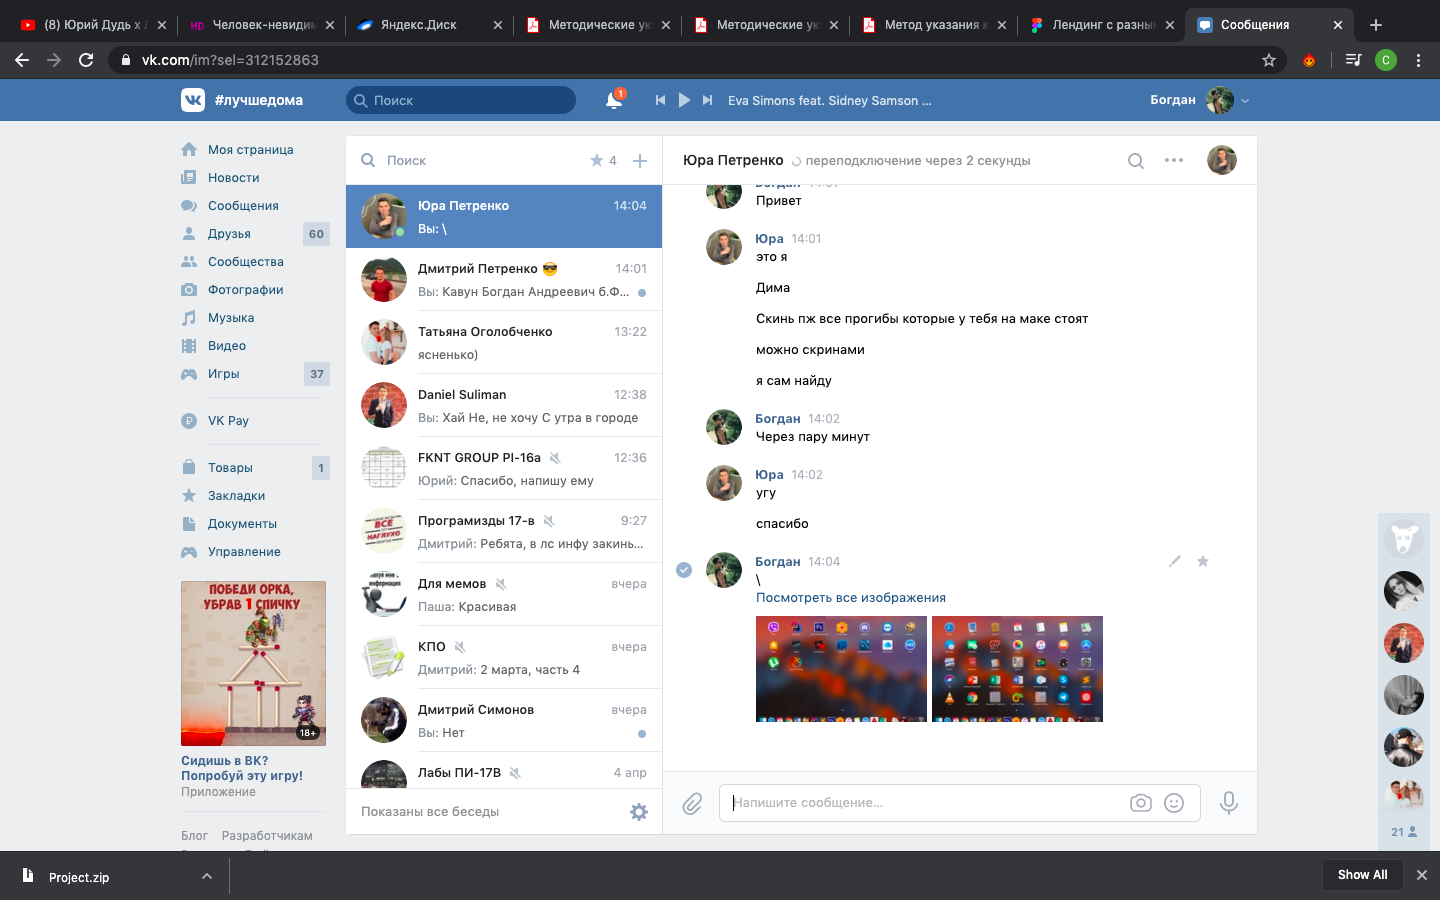 (8) Юрий Дудь x Л
Человек-невидим
Яндекс.Диск
Методические ук
Методические ук
Метод указания к
Лендинг с разны
Сообщения
vk.com/im?sel=312152863
C
#лучшедома
Поиск
1
Eva Simons feat. Sidney Samson ...
Богдан
Моя страница
Новости
Сообщения
Друзья 60
Сообщества
Фотографии
Музыка
Видео
Игры 37
VK Pay
Товары 1
Закладки
Документы
Управление
ПОБЕДИ ОРКА,
УБРАВ 1 СПИЧКУ
18+
Сидишь в ВК?
Попробуй эту игру!
Приложение
Блог Разработчикам
Поиск 4
Юра Петренко 14:04
Вы: \
Дмитрий Петренко 😎 14:01
Вы: Кавун Богдан Андреевич б.Ф...
Татьяна Оголобченко 13:22
ясненько)
Daniel Suliman 12:38
Вы: Хай Не, не хочу С утра в городе
FKNT GROUP PI-16a 12:36
Юрий: Спасибо, напишу ему
Програмизды 17-в 9:27
Дмитрий: Ребята, в лс инфу закинь...
Для мемов вчера
Паша: Красивая
КПО вчера
Дмитрий: 2 марта, часть 4
Дмитрий Симонов вчера
Вы: Нет
Лабы ПИ-17В 4 апр
Показаны все беседы
Юра Петренко переподключение через 2 секунды
Богдан 14:01
Привет
Юра 14:01
это я
Дима
Скинь пж все прогибы которые у тебя на маке стоят
можно скринами
я сам найду
Богдан 14:02
Через пару минут
Юра 14:02
угу
спасибо
Богдан 14:04
\
Посмотреть все изображения
Напишите сообщение...
21
Project.zip
Show All